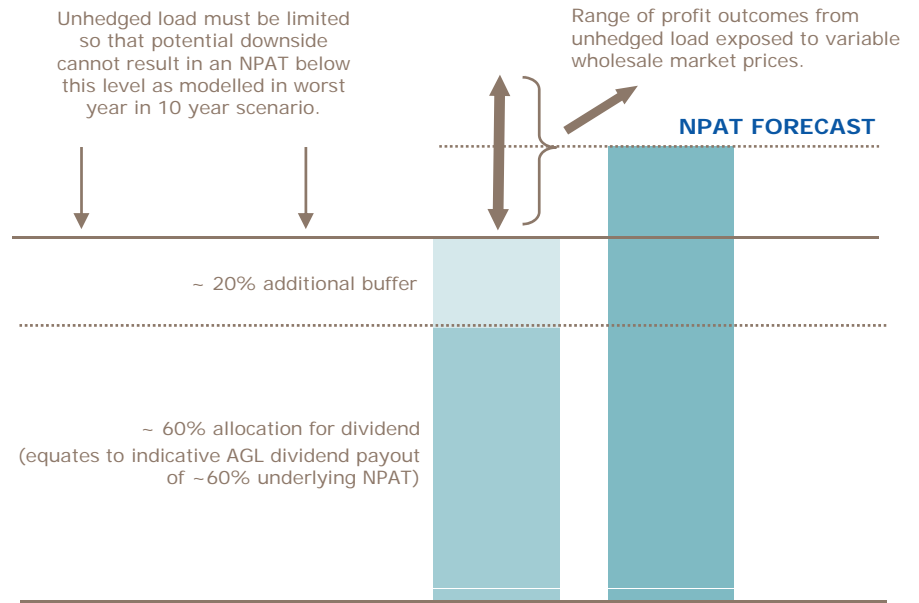 Unhedged load must be limited
so that potential downside
cannot result in an NPAT below
this level as modelled in worst
year in 10 year scenario.
Range of profit outcomes from
unhedged load exposed to variable
wholesale market prices.
NPAT FORECAST
~ 20% additional buffer
~ 60% allocation for dividend
(equates to indicative AGL dividend payout
of ~60% underlying NPAT)